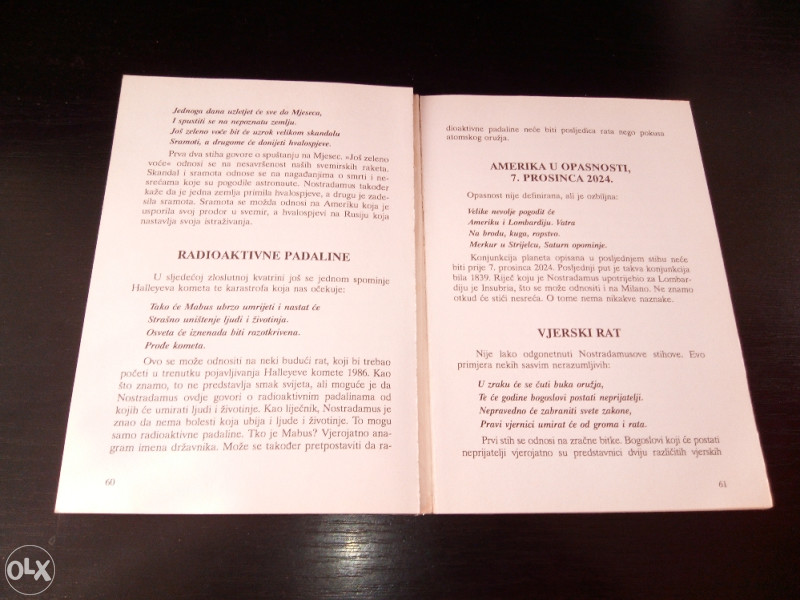 Jednoga dana uzletjet će sve do Mjeseca,
I spustiti se na nepoznatu zemlju.
Još zeleno voće bit će uzrok velikom skandalu
Sramoti, a drugame će donijeti hvalospjeve.
Prva dva stiha govore o spuštanju na Mjesec. »Još zeleno
voće« odnosi se na nesavršenost naših svemirskih raketa.
Skandal i sramota odnose se na nagađanjima o smrti i ne-
srećama koje su pogodile astronaute. Nostradamus također
kaže da je jedna zemlja primila hvalospjeve, a drugu je zade-
sila sramota. Sramota se možda odnosi na Ameriku koja je
usporila svoj prodor u svemir, a hvalospjevi na Rusiju koja
nastavlja svoja istraživanja.
RADIOAKTIVNE PADALINE
U sljedećoj zloslutnoj kvatrini još se jednom spominje
Halleyeva kometa te karastrofa koja nas očekuje:
Tako će Mabus ubrzo umrijeti i nastat će
Strašno uništenje ljudi i životinja.
Osveta će iznenada biti razotkrivena.
Prođe kometa.
Ovo se može odnositi na neki budući rat, koji bi trebao
početi u trenutku pojavljivanja Halleyeve komete 1986. Kao
što znamo, to ne predstavlja smak svijeta, ali moguće je da
Nostradamus ovdje govori o radioaktivnim padalinama od
kojih će umirati ljudi i životinje. Kao liječnik, Nostradamus je
znao da nema bolesti koja ubija i ljude i životinje. To mogu
samo radioaktivne padaline. Tko je Mabus? Vjerojatno ana-
gram imena državnika. Može se također pretpostaviti da ra-
60
dioaktivne padaline neće biti posljedica rata nego pokusa
atomskog oružja.
AMERIKA U OPASNOSTI,
7. PROSINCA 2024.
Opasnost nije definirana, ali je ozbiljna:
Velike nevolje pogodit će
Ameriku i Lombardiju. Vatra
Na brodu, kuga, ropstvo.
Merkur u Strijelcu, Saturn opominje.
Konjunkcija planeta opisana u posljednjem stihu neće
biti prije 7. prosinca 2024. Posljednji put je takva konjunkcija
bila 1839. Riječ koju je Nostradamus upotrijebio za Lombar-
diju je Insubria, što se može odnositi i na Milano. Ne znamo
otkud će stići nesreća. O tome nema nikakve naznake.
VJERSKI RAT
Nije lako odgonetnuti Nostradamusove stihove. Evo
primjera nekih sasvim nerazumljivih:
U zraku će se čuti buka oružja,
Te će godine bogoslovi postati neprijatelji.
Nepravedno će zabraniti svete zakone,
Pravi vjernici umirat će od groma i rata.
Prvi stih se odnosi na zračne bitke. Bogoslovi koji će postati
neprijatelji vjerojatno su predstavnici dviju različitih vjerskih
61
OLX